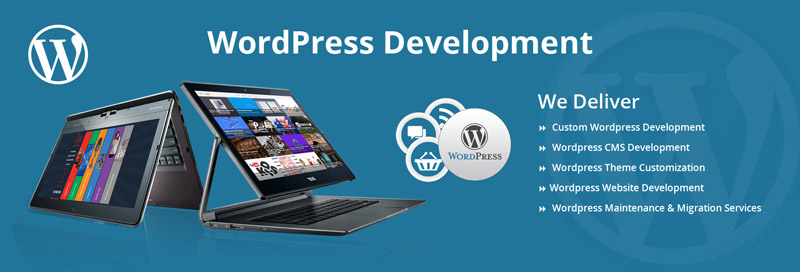 WordPress Development
We Deliver
Custom Wordpress Development
Wordpress CMS Development
Wordpress Theme Customization
Wordpress Website Development
Wordpress Maintenance & Migration Services
WORDPRESS